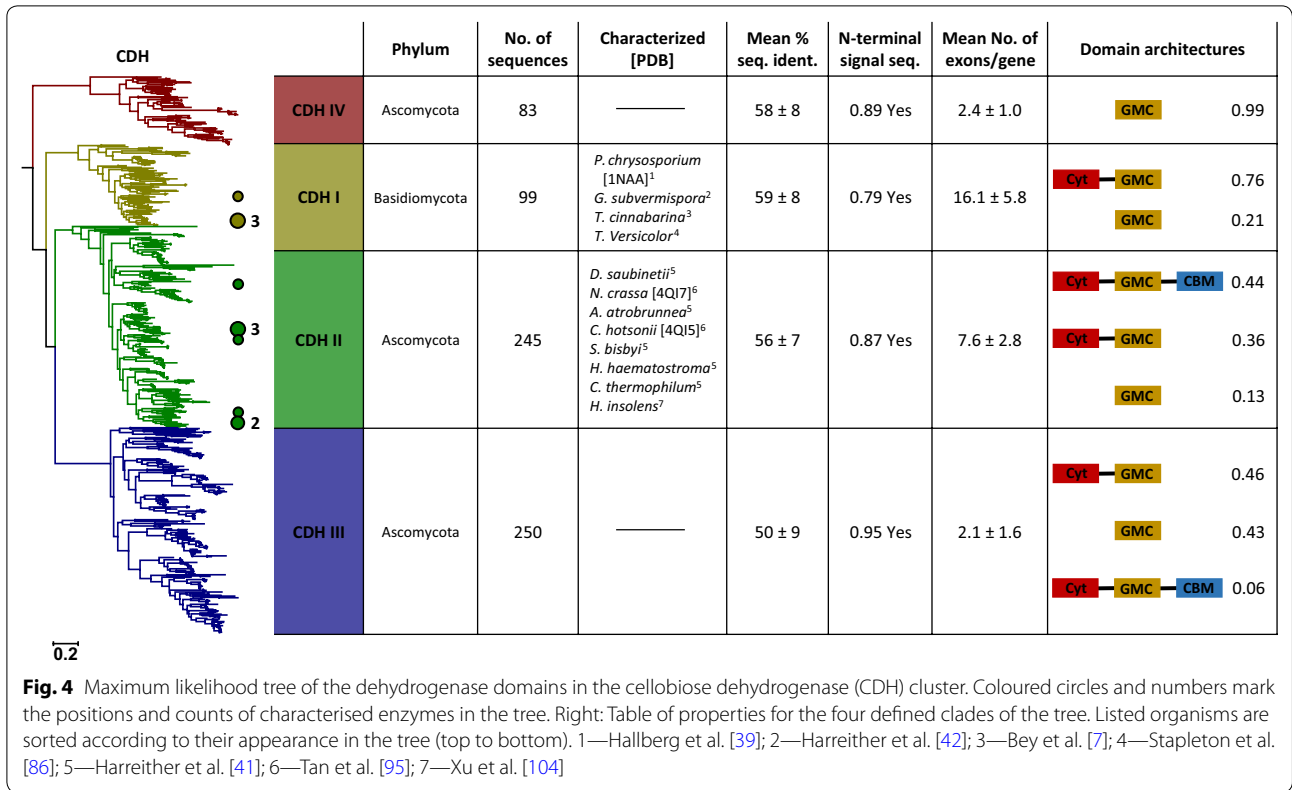 CDH
Phylum
No. of sequences
Characterized [PDB]
Mean % seq. ident.
N-terminal signal seq.
Mean No. of exons/gene
Domain architectures
CDH IV
Ascomycota
83
58 ± 8
0.89 Yes
2.4 ± 1.0
GMC 0.99
CDH I
Basidiomycota
99
P. chrysosporium
[1NAA]1
G. subvermispora2
T. cinnabarina3
T. Versicolor4
59 ± 8
0.79 Yes
16.1 ± 5.8
Cyt GMC 0.76
GMC 0.21
3
CDH II
Ascomycota
245
D. saubinetii5
N. crassa [4QI7]6
A. atrobrunnea5
C. hotsonii [4QI5]6
S. bisbyi5
H. haematostroma5
C. thermophilum5
H. insolens7
56 ± 7
0.87 Yes
7.6 ± 2.8
Cyt GMC CBM 0.44
Cyt GMC 0.36
GMC 0.13
3
2
CDH III
Ascomycota
250
50 ± 9
0.95 Yes
2.1 ± 1.6
Cyt GMC 0.46
GMC 0.43
Cyt GMC CBM 0.06
0.2
Fig. 4 Maximum likelihood tree of the dehydrogenase domains in the cellobiose dehydrogenase (CDH) cluster. Coloured circles and numbers mark
the positions and counts of characterised enzymes in the tree. Right: Table of properties for the four defined clades of the tree. Listed organisms are
sorted according to their appearance in the tree (top to bottom). 1—Hallberg et al. [39]; 2—Harreither et al. [42]; 3—Bey et al. [7]; 4—Stapleton et al.
[86]; 5—Harreither et al. [41]; 6—Tan et al. [95]; 7—Xu et al. [104]